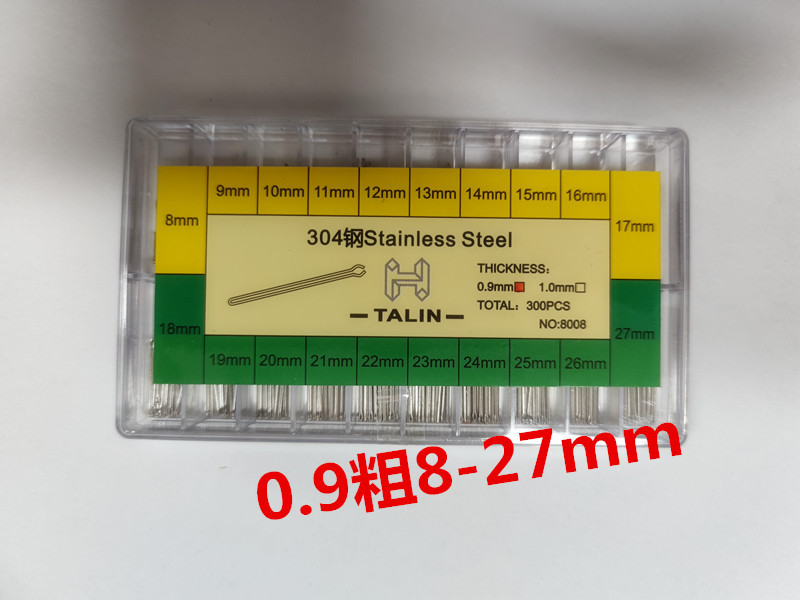 9mm 10mm 11mm 12mm 13mm 14mm 15mm 16mm
8mm 17mm
304钢Stainless Steel
THICKNESS:
0.9mm 1.0mm
TALIN
TOTAL: 300PCS
NO:8008
18mm 27mm
19mm 20mm 21mm 22mm 23mm 24mm 25mm 26mm
0.9粗8-27mm